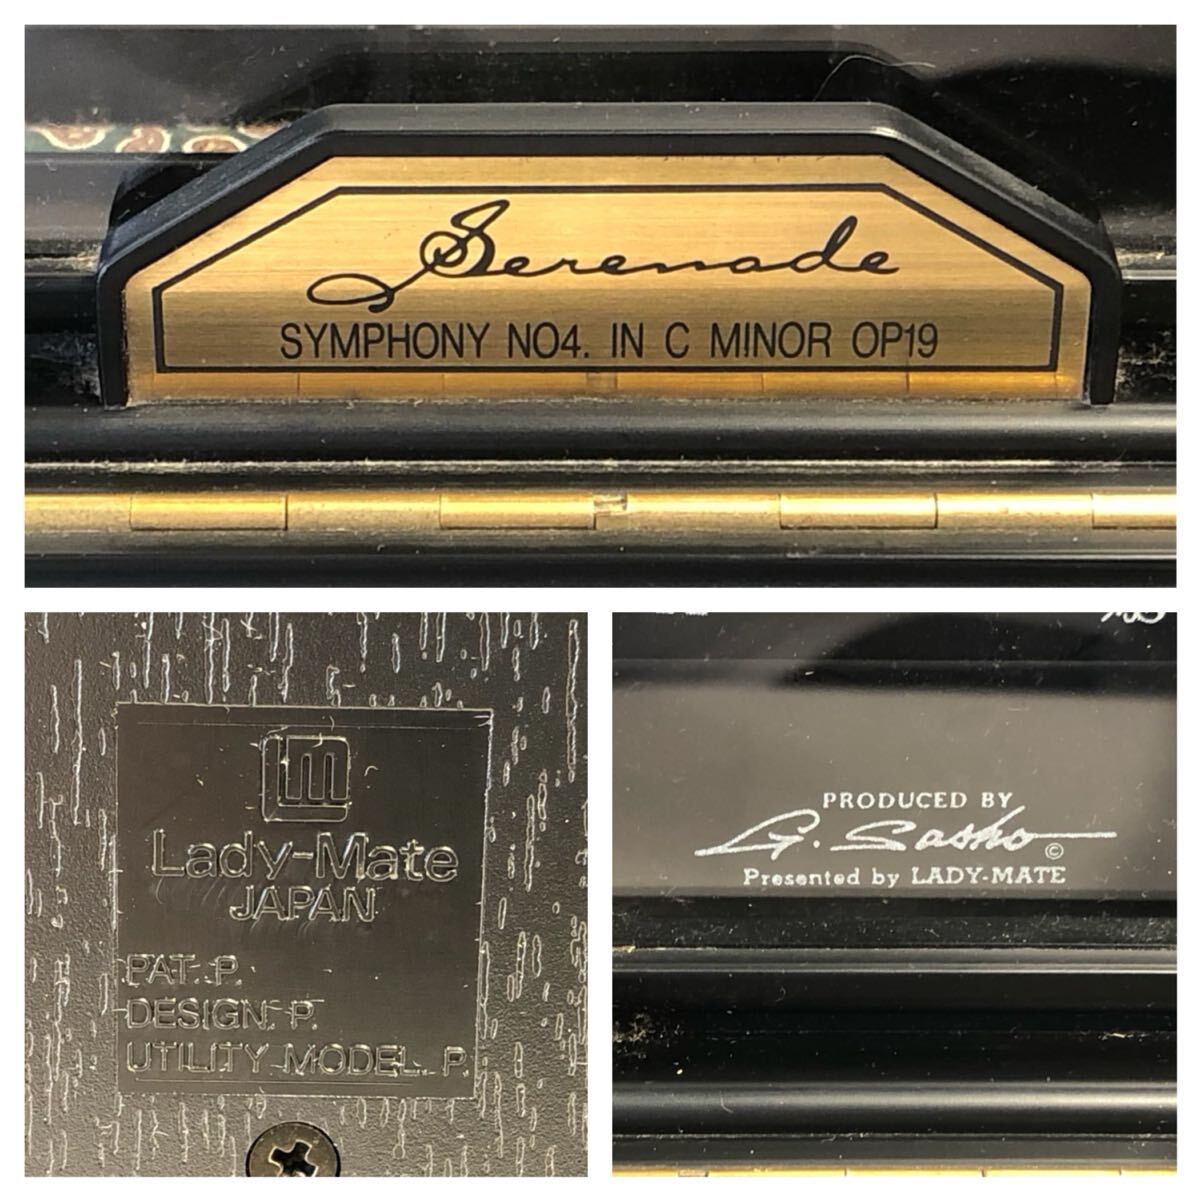 Serenade
SYMPHONY NO4. IN C MINOR OP19
LM
Lady-Mate
JAPAN
PAT. P.
DESIGN. P.
UTILITY MODEL. P.
PRODUCED BY
G. Sasho ©
Presented by LADY-MATE